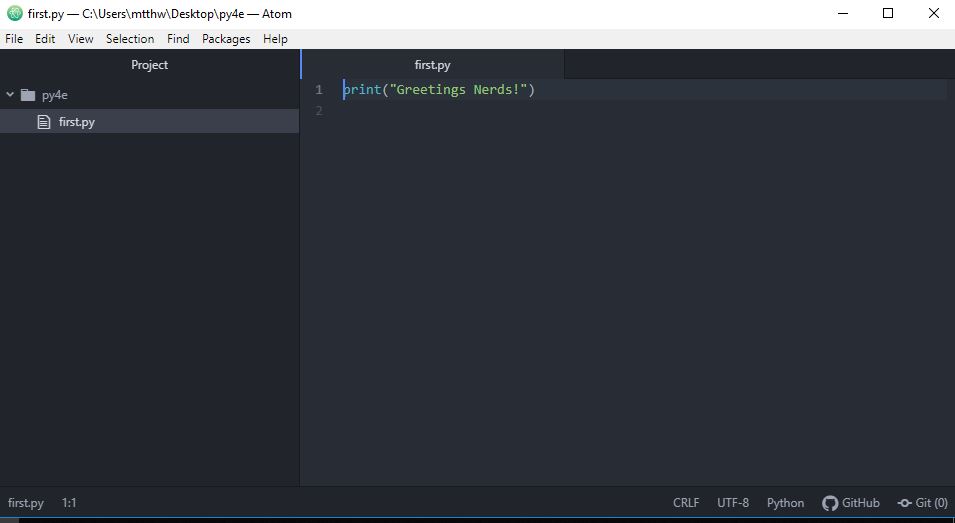 first.py — C:\Users\mtthw\Desktop\py4e — Atom
File Edit View Selection Find Packages Help
Project
first.py
py4e
first.py
1 print("Greetings Nerds!")
2
first.py 1:1 CRLF UTF-8 Python GitHub Git (0)